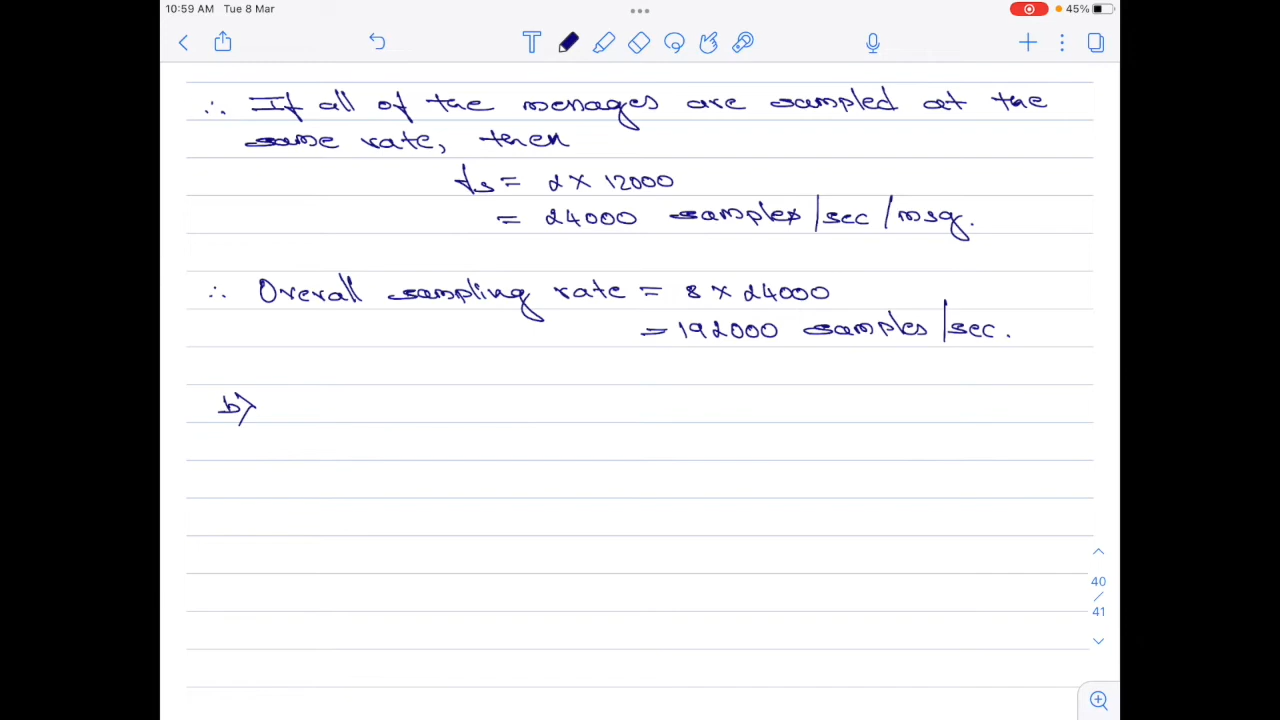 10:59 AM Tue 8 Mar
45%
∴ If all of the messages are sampled at the
same rate, then
fs = 2 × 12000
= 24000 samples/sec/msg.
∴ Overall sampling rate = 8 × 24000
= 192000 samples/sec.
b)
40
/
41